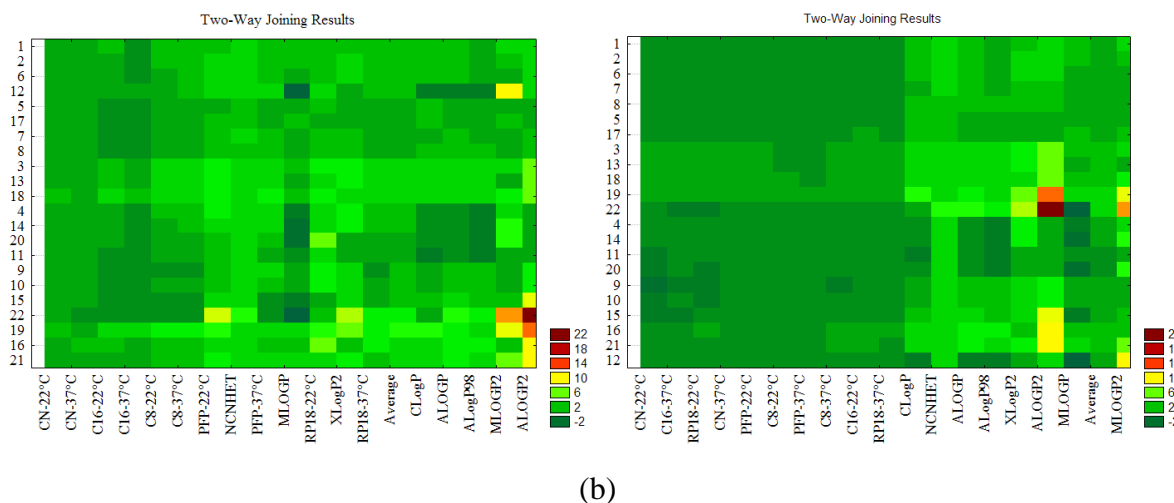 Two-Way Joining Results
1
2
6
12
5
17
7
8
3
13
18
4
14
20
11
9
10
15
22
19
16
21
22
18
14
10
6
2
-2
CN-22°C
CN-37°C
C16-22°C
C16-37°C
C8-22°C
C8-37°C
PFP-22°C
NCNHET
PFP-37°C
MLOGP
RP18-22°C
XLogP2
RP18-37°C
Average
CLogP
ALOGP
ALogP98
MLOGP2
ALOGP2
Two-Way Joining Results
1
2
6
7
8
5
17
3
13
18
19
22
4
14
11
20
9
10
15
16
21
12
6
2
CN-22°C
C16-37°C
RP18-22°C
CN-37°C
PFP-22°C
C8-22°C
PFP-37°C
C8-37°C
C16-22°C
RP18-37°C
CLogP
NCNHET
ALOGP
ALogP98
XLogP2
ALOGP2
MLOGP
Average
MLOGP2
(b)